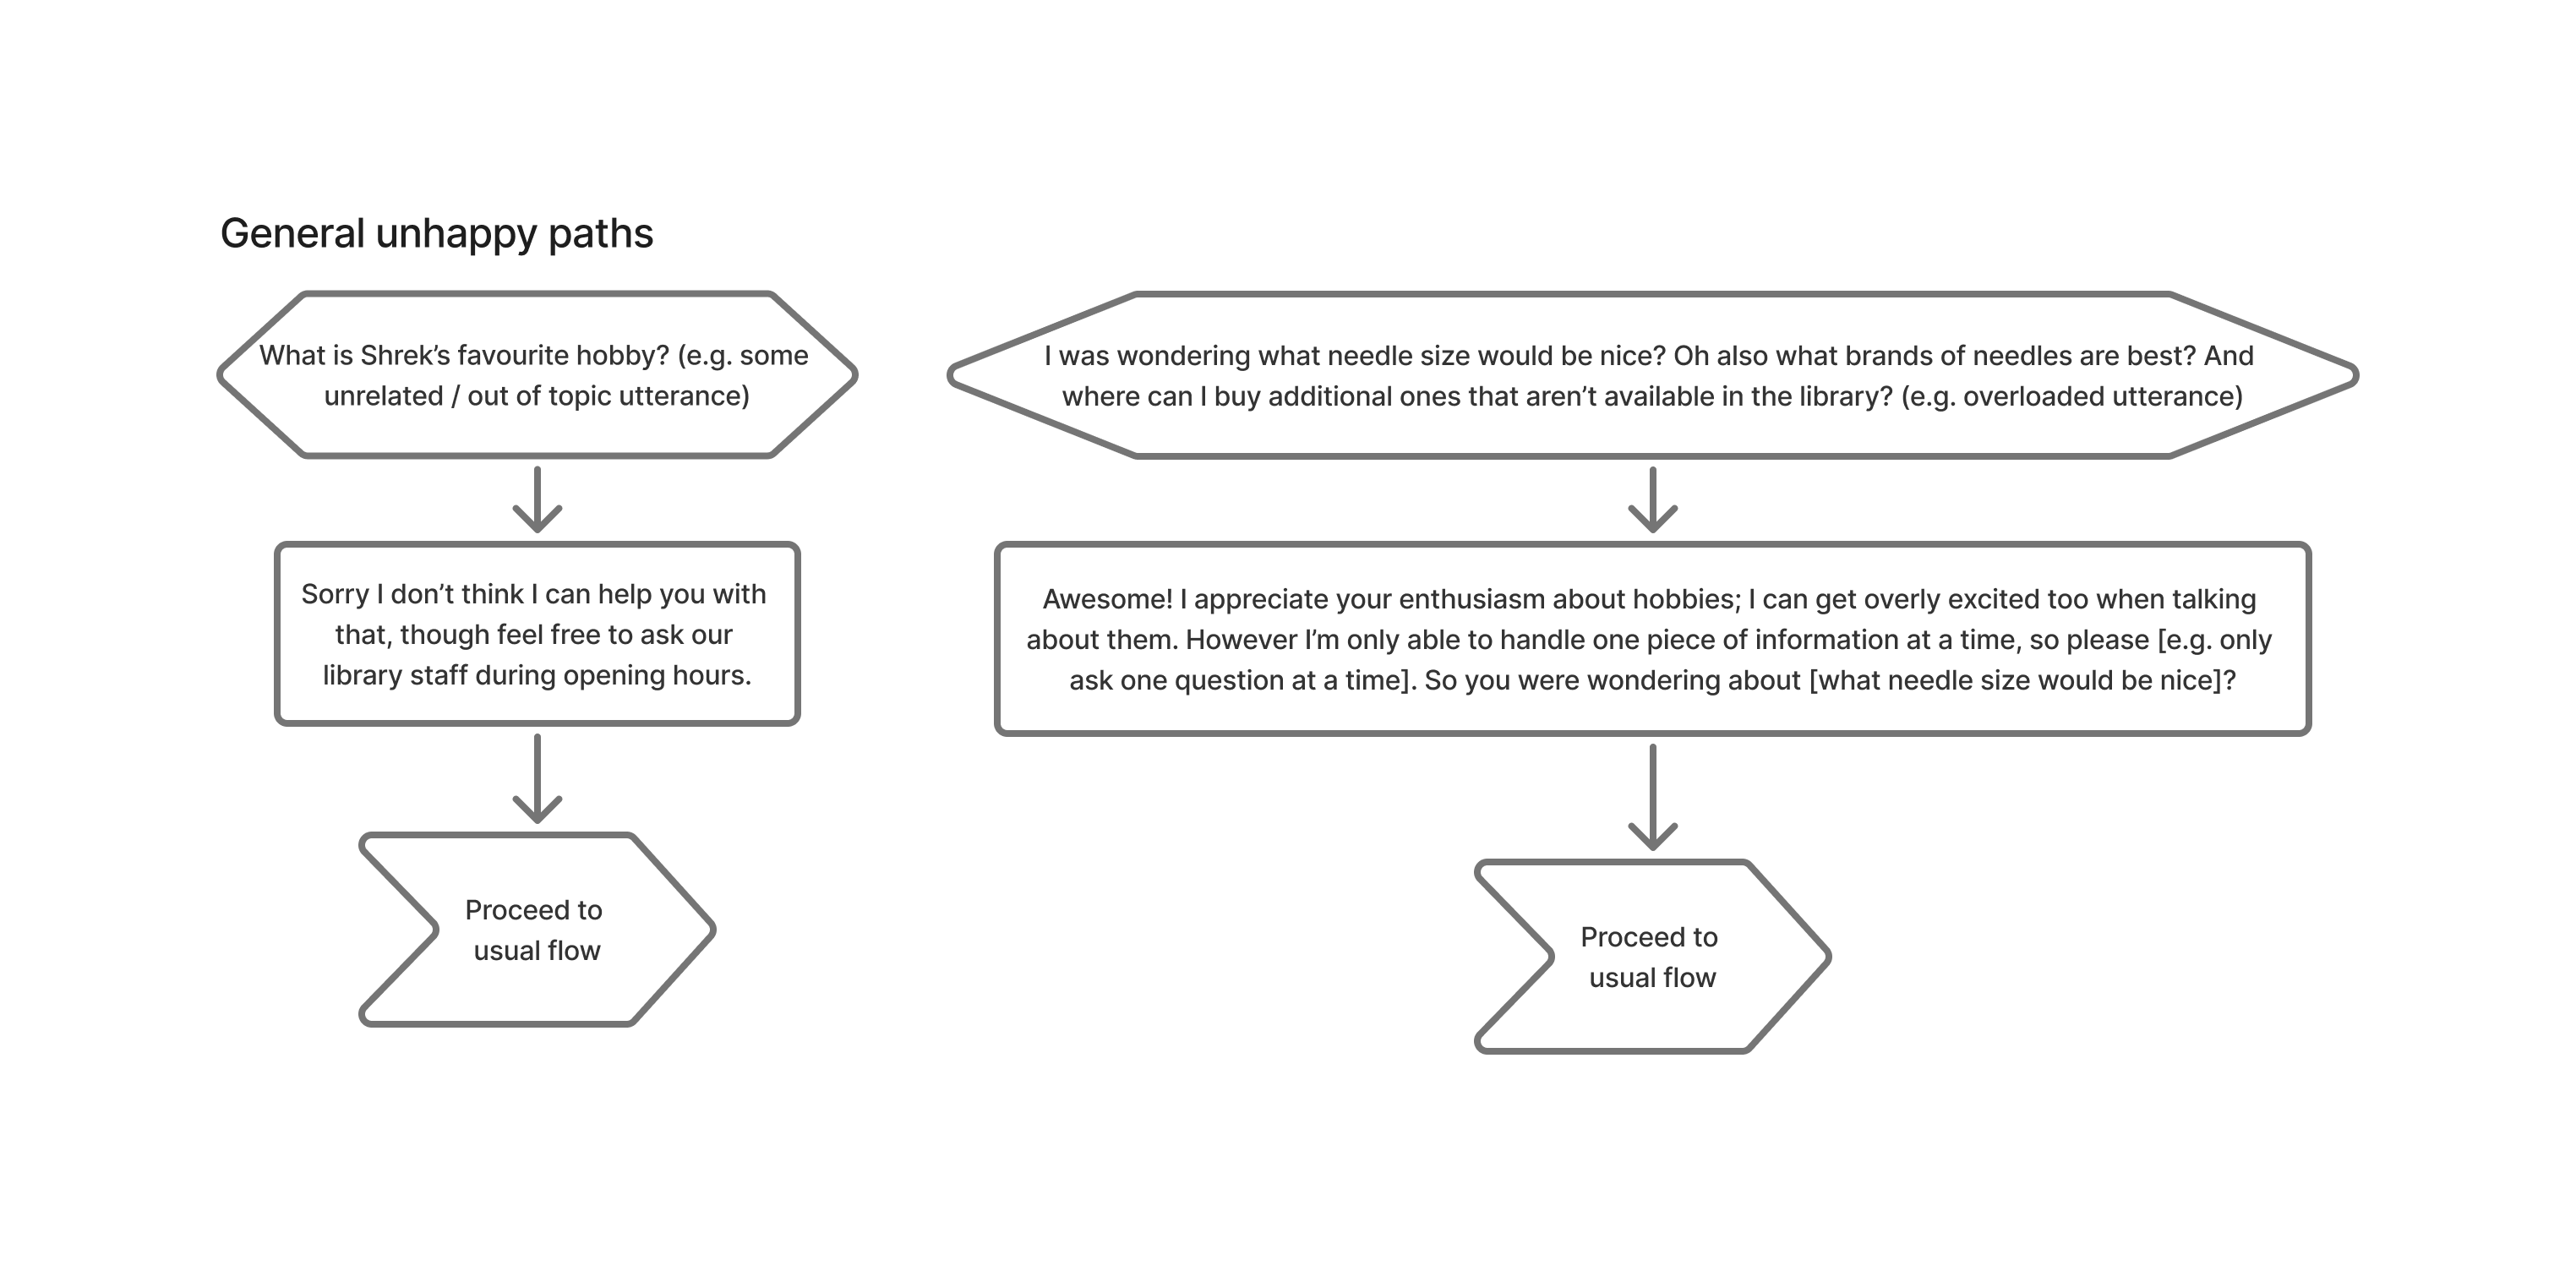 General unhappy paths
What is Shrek’s favourite hobby? (e.g. some
unrelated / out of topic utterance)
Sorry I don’t think I can help you with
that, though feel free to ask our
library staff during opening hours.
Proceed to
usual flow
I was wondering what needle size would be nice? Oh also what brands of needles are best? And
where can I buy additional ones that aren’t available in the library? (e.g. overloaded utterance)
Awesome! I appreciate your enthusiasm about hobbies; I can get overly excited too when talking
about them. However I’m only able to handle one piece of information at a time, so please [e.g. only
ask one question at a time]. So you were wondering about [what needle size would be nice]?
Proceed to
usual flow